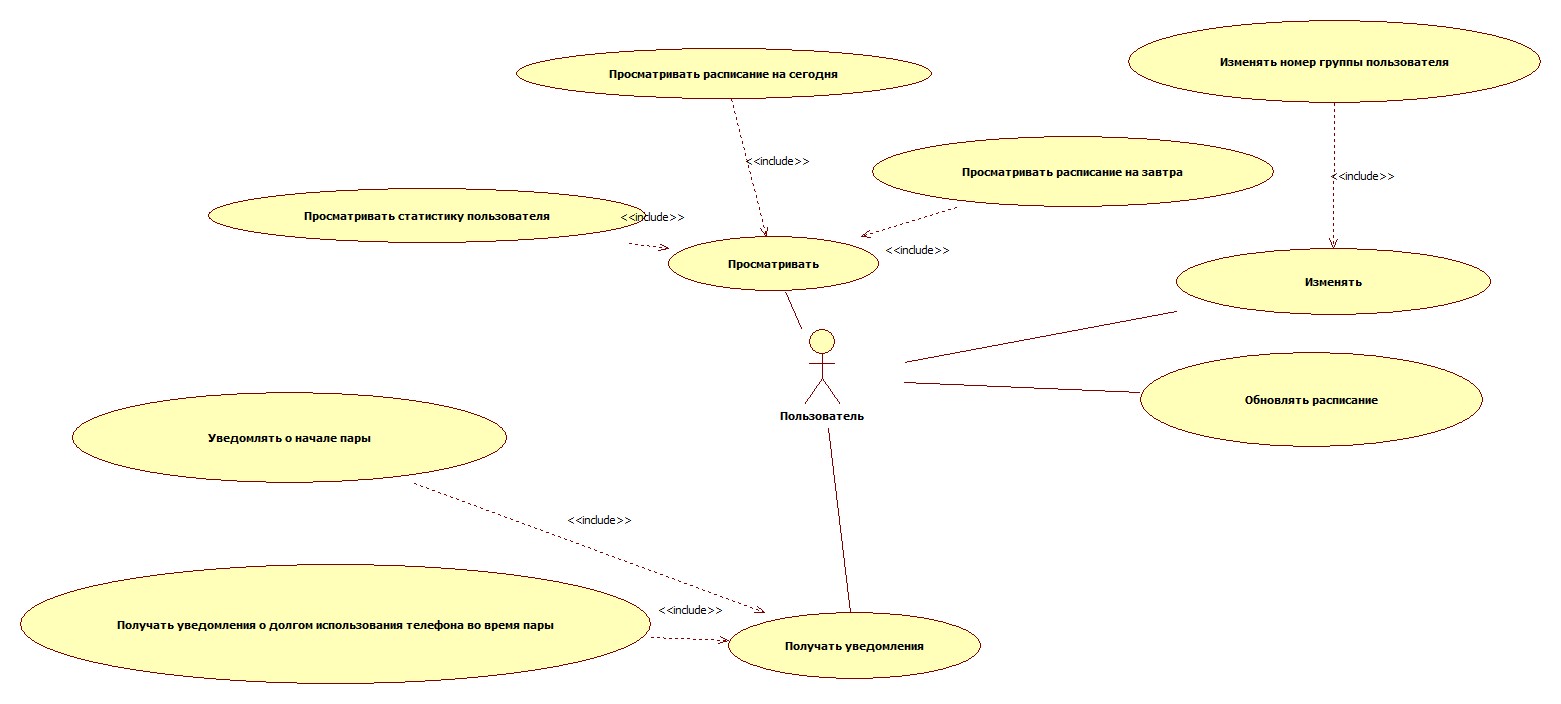 Изменять номер группы пользователя
Просматривать расписание на сегодня
<<include>>
Просматривать расписание на завтра
<<include>>
Просматривать статистику пользователя
<<include>>
<<include>>
Просматривать
Изменять
Обновлять расписание
Пользователь
Уведомлять о начале пары
<<include>>
<<include>>
Получать уведомления о долгом использования телефона во время пары
Получать уведомления